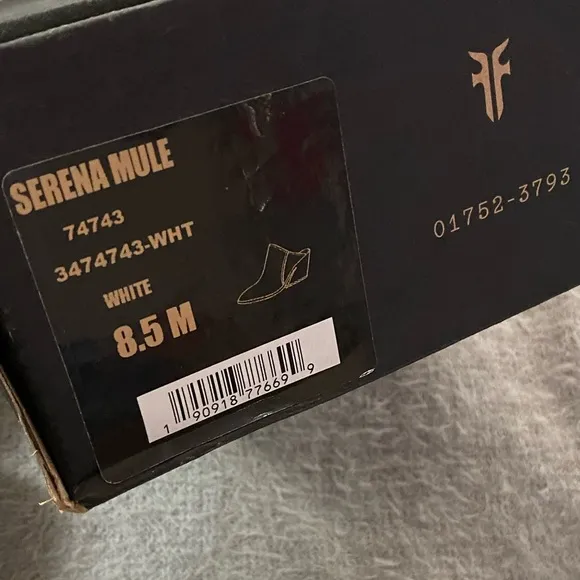 SERENA MULE
74743
3474743-WHT
WHITE
8.5 M
1 90918 77669 9
01752-3793